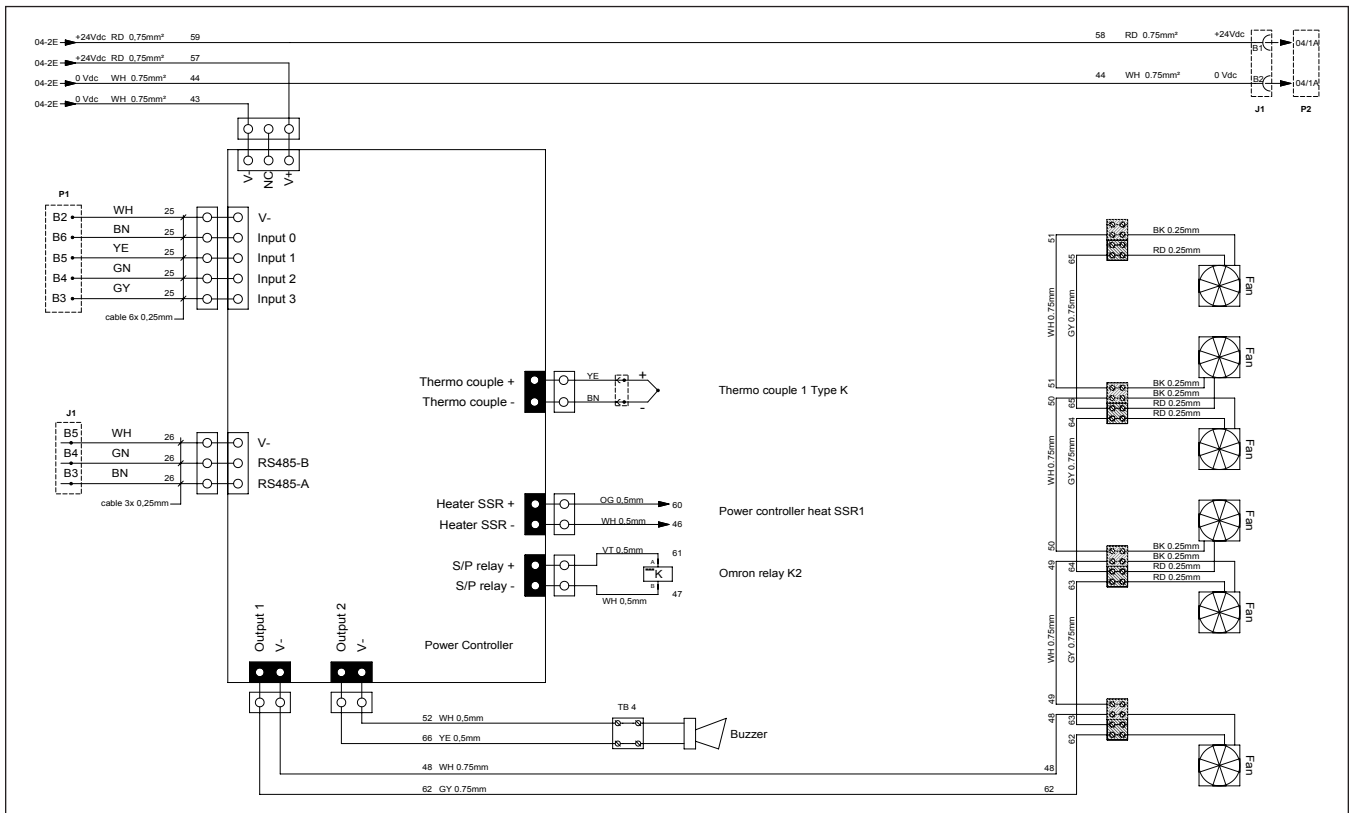 04-2E +24Vdc RD 0,75mm² 59 58 RD 0.75mm² +24Vdc B1 04/1A
04-2E +24Vdc RD 0,75mm² 57
04-2E 0 Vdc WH 0.75mm² 44 44 WH 0.75mm² 0 Vdc B2 04/1A
04-2E 0 Vdc WH 0.75mm² 43
J1 P2
V- NC V+
P1
B2 WH 25 V-
B6 BN 25 Input 0
B5 YE 25 Input 1
B4 GN 25 Input 2
B3 GY 25 Input 3
cable 6x 0,25mm
Thermo couple + YE +
Thermo couple - BN -
Thermo couple 1 Type K
J1
B5 WH 26 V-
B4 GN 26 RS485-B
B3 BN 26 RS485-A
cable 3x 0,25mm
Heater SSR + OG 0.5mm 60
Heater SSR - WH 0.5mm 46
Power controller heat SSR1
S/P relay + VT 0.5mm 61
A
K
B
Omron relay K2
S/P relay - 47
WH 0,5mm
Output 1
V-
Output 2
V-
Power Controller
52 WH 0,5mm
TB 4
66 YE 0,5mm
Buzzer
48 WH 0.75mm 48
62 GY 0.75mm 62
51 BK 0.25mm
65 RD 0.25mm
Fan
WH 0.75mm
GY 0.75mm
Fan
51 BK 0.25mm
50 BK 0.25mm
65 RD 0.25mm
64 RD 0.25mm
Fan
WH 0.75mm
GY 0.75mm
Fan
50 BK 0.25mm
49 BK 0.25mm
64 RD 0.25mm
63 RD 0.25mm
Fan
WH 0.75mm
GY 0.75mm
49
48
63
62
Fan